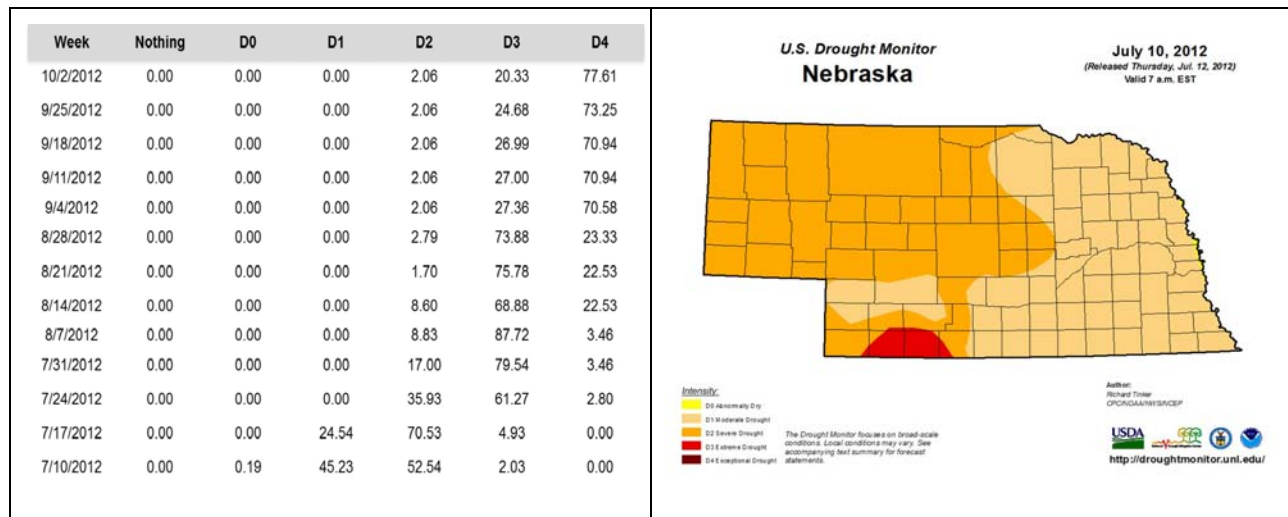 Week Nothing D0 D1 D2 D3 D4
10/2/2012 0.00 0.00 0.00 2.06 20.33 77.61
9/25/2012 0.00 0.00 0.00 2.06 24.68 73.25
9/18/2012 0.00 0.00 0.00 2.06 26.99 70.94
9/11/2012 0.00 0.00 0.00 2.06 27.00 70.94
9/4/2012 0.00 0.00 0.00 2.06 27.36 70.58
8/28/2012 0.00 0.00 0.00 2.79 73.88 23.33
8/21/2012 0.00 0.00 0.00 1.70 75.78 22.53
8/14/2012 0.00 0.00 0.00 8.60 68.88 22.53
8/7/2012 0.00 0.00 0.00 8.83 87.72 3.46
7/31/2012 0.00 0.00 0.00 17.00 79.54 3.46
7/24/2012 0.00 0.00 0.00 35.93 61.27 2.80
7/17/2012 0.00 0.00 24.54 70.53 4.93 0.00
7/10/2012 0.00 0.19 45.23 52.54 2.03 0.00
U.S. Drought Monitor
Nebraska
July 10, 2012
(Released Thursday, Jul. 12, 2012)
Valid 7 a.m. EST
Intensity:
D0 Abnormally Dry
D1 Moderate Drought
D2 Severe Drought
D3 Extreme Drought
D4 Exceptional Drought
The Drought Monitor focuses on broad-scale
conditions. Local conditions may vary. See
accompanying text summary for forecast
statements.
Author:
Richard Tinker
CPC/NOAA/NWS/NCEP
USDA
http://droughtmonitor.unl.edu/